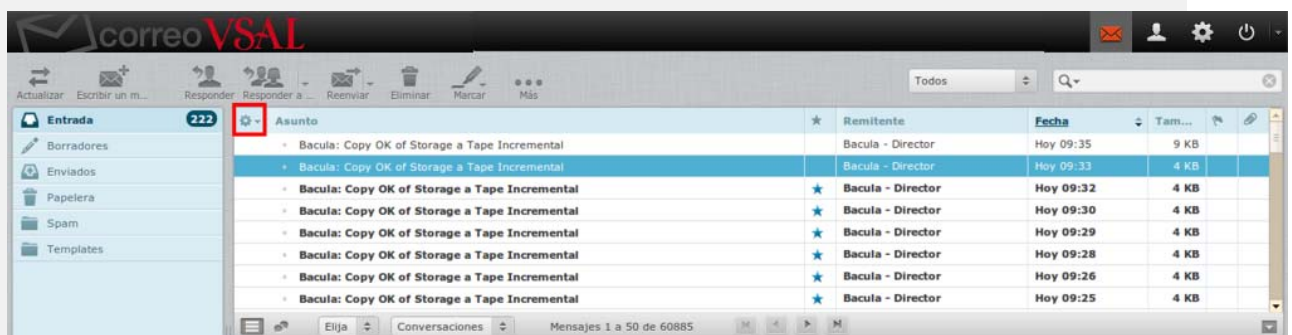 correo VSAL
Actualizar Escribir un m... Responder Responder a ... Reenviar Eliminar Marcar Más Todos
Entrada 222 Asunto Remitente Fecha Tam...
Borradores Bacula: Copy OK of Storage a Tape Incremental Bacula - Director Hoy 09:35 9 KB
Enviados Bacula: Copy OK of Storage a Tape Incremental Bacula - Director Hoy 09:33 4 KB
Papelera Bacula: Copy OK of Storage a Tape Incremental Bacula - Director Hoy 09:32 4 KB
Bacula: Copy OK of Storage a Tape Incremental Bacula - Director Hoy 09:30 4 KB
Spam Bacula: Copy OK of Storage a Tape Incremental Bacula - Director Hoy 09:29 4 KB
Templates Bacula: Copy OK of Storage a Tape Incremental Bacula - Director Hoy 09:28 4 KB
Bacula: Copy OK of Storage a Tape Incremental Bacula - Director Hoy 09:26 4 KB
Bacula: Copy OK of Storage a Tape Incremental Bacula - Director Hoy 09:25 4 KB
Elija Conversaciones Mensajes 1 a 50 de 60885